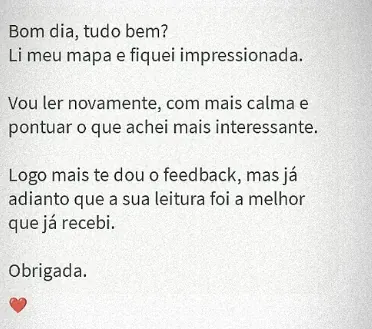 Bom dia, tudo bem?
Li meu mapa e fiquei impressionada.
Vou ler novamente, com mais calma e
pontuar o que achei mais interessante.
Logo mais te dou o feedback, mas já
adianto que a sua leitura foi a melhor
que já recebi.
Obrigada.
❤️